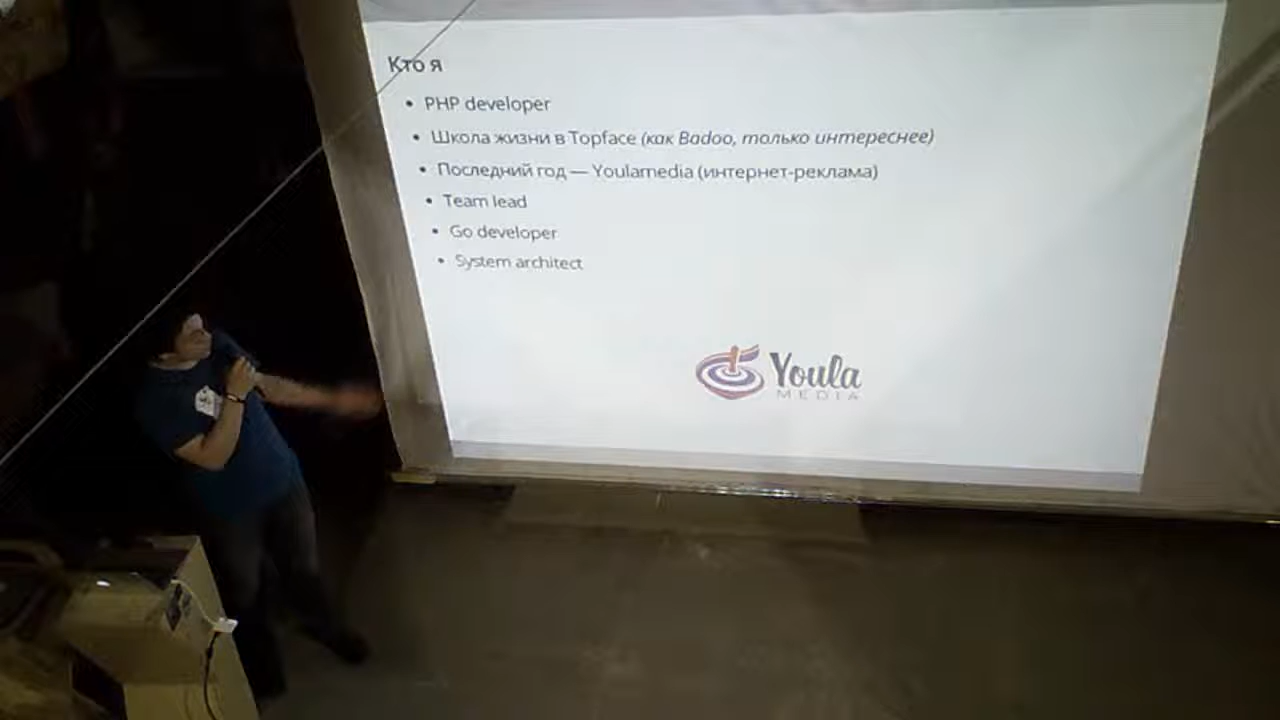 Кто я
• PHP developer
• Школа жизни в Topface (как Badoo, только интереснее)
• Последний год — Youlamedia (интернет-реклама)
• Team lead
• Go developer
• System architect
Youla
MEDIA